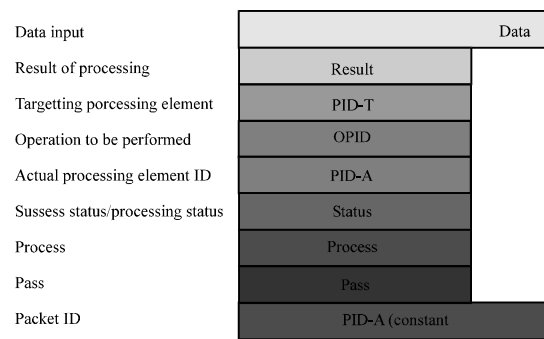 Data input Data
Result of processing Result
Targetting porcessing element PID-T
Operation to be performed OPID
Actual processing element ID PID-A
Sussess status/processing status Status
Process Process
Pass Pass
Packet ID PID-A (constant